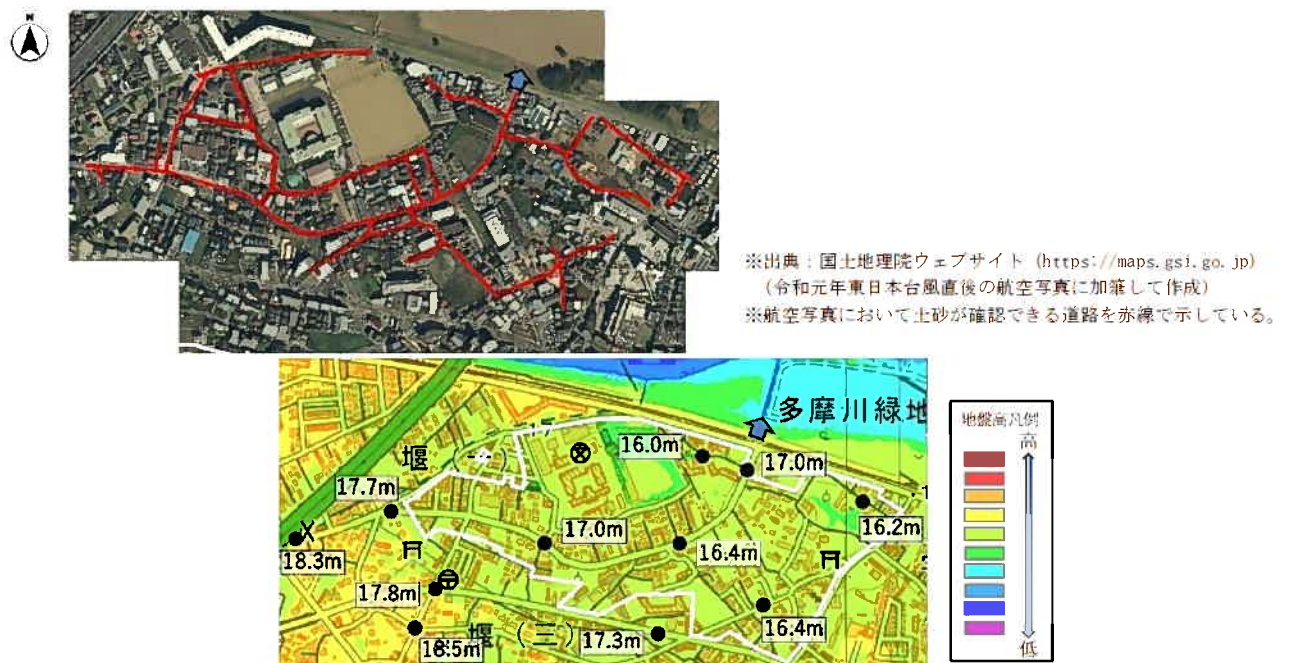 N
※出典：国土地理院ウェブサイト (https://maps.gsi.go.jp)
(令和元年東日本台風直後の航空写真に加筆して作成)
※航空写真において土砂が確認できる道路を赤線で示している。
多摩川緑地
堰
16.0m
17.0m
17.7m
16.2m
17.0m
16.4m
18.3m
17.8m
16.4m
18.5m
堰（三）
17.3m
地盤高凡例
高
低